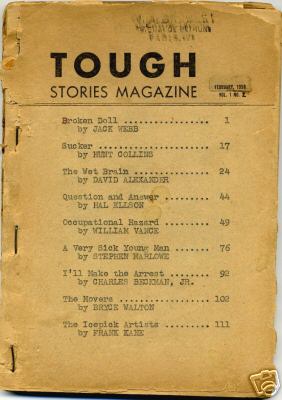 TOUGH
STORIES MAGAZINE
FEBRUARY,
VOL. 1 NO.
Broken Doll ............... 1
by JACK WEBB
Sucker .................... 17
by HUNT COLLINS
The Wet Brain ............. 24
by DAVID ALEXANDER
Question and Answer ....... 44
by HAL ELLSON
Occupational Hazard ....... 49
by WILLIAM VANCE
A Very Sick Young Man ..... 76
by STEPHEN MARLOWE
I'll Make the Arrest ...... 92
by CHARLES BECKMAN, JR.
The Movers ................ 102
by BRYCE WALTON
The Icepick Artists ....... 111
by FRANK KANE